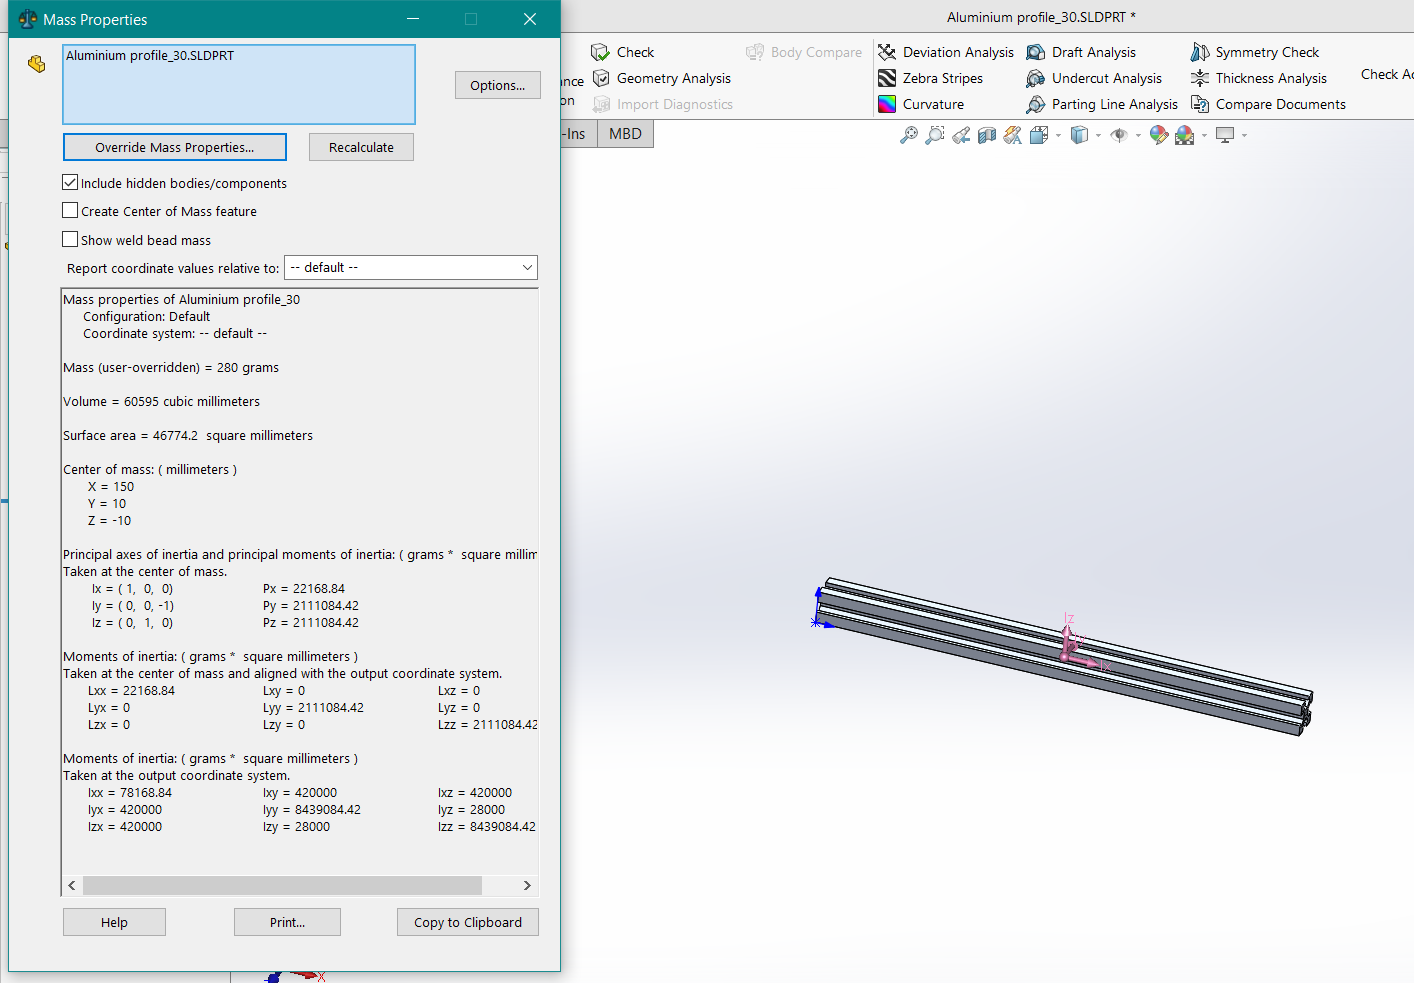 Mass Properties
Aluminium profile_30.SLDPRT *
Aluminium profile_30.SLDPRT
Options...
Override Mass Properties...
Recalculate
Include hidden bodies/components
Create Center of Mass feature
Show weld bead mass
Report coordinate values relative to:
-- default --
Mass properties of Aluminium profile_30
Configuration: Default
Coordinate system: -- default --
Mass (user-overridden) = 280 grams
Volume = 60595 cubic millimeters
Surface area = 46774.2 square millimeters
Center of mass: ( millimeters )
X = 150
Y = 10
Z = -10
Principal axes of inertia and principal moments of inertia: ( grams * square millim
Taken at the center of mass.
Ix = ( 1, 0, 0) Px = 22168.84
Iy = ( 0, 0, -1) Py = 2111084.42
Iz = ( 0, 1, 0) Pz = 2111084.42
Moments of inertia: ( grams * square millimeters )
Taken at the center of mass and aligned with the output coordinate system.
Lxx = 22168.84 Lxy = 0 Lxz = 0
Lyx = 0 Lyy = 2111084.42 Lyz = 0
Lzx = 0 Lzy = 0 Lzz = 2111084.42
Moments of inertia: ( grams * square millimeters )
Taken at the output coordinate system.
Ixx = 78168.84 Ixy = 420000 Ixz = 420000
Iyx = 420000 Iyy = 8439084.42 Iyz = 28000
Izx = 420000 Izy = 28000 Izz = 8439084.42
Help
Print...
Copy to Clipboard
ance
on
Check
Geometry Analysis
Import Diagnostics
Body Compare
Deviation Analysis
Zebra Stripes
Curvature
Draft Analysis
Undercut Analysis
Parting Line Analysis
Symmetry Check
Thickness Analysis
Compare Documents
Check Ac
-Ins
MBD
Iz
X